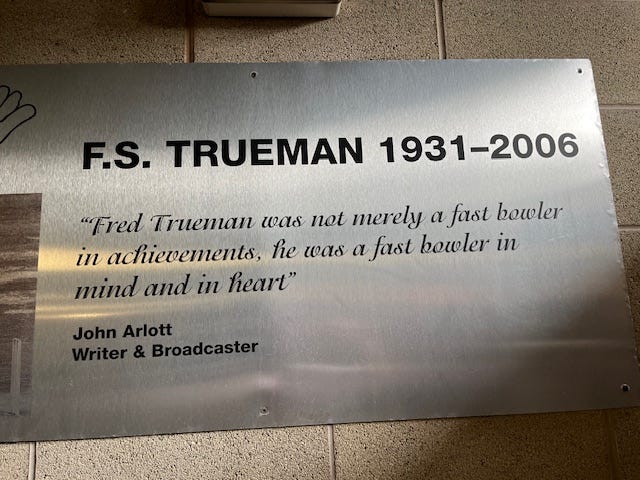 F.S. TRUEMAN 1931–2006
“Fred Trueman was not merely a fast bowler
in achievements, he was a fast bowler in
mind and in heart”
John Arlott
Writer & Broadcaster